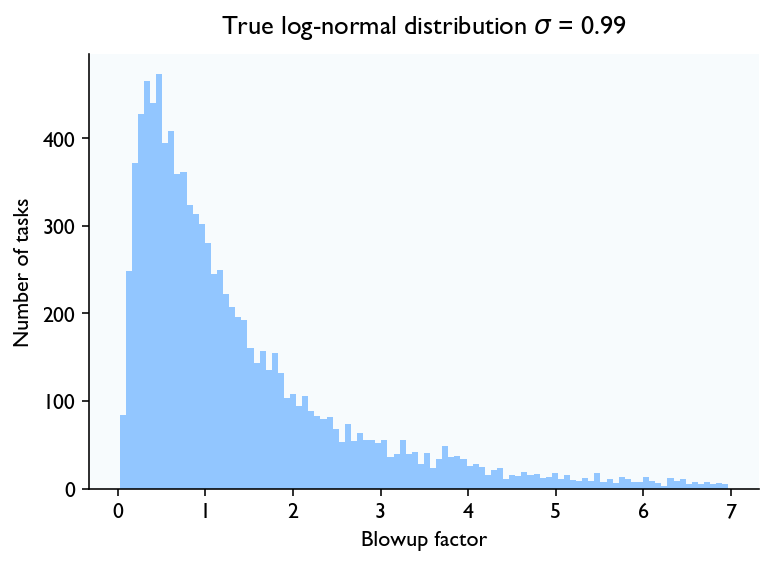 True log-normal distribution σ = 0.99
Number of tasks
400
300
200
100
0
0 1 2 3 4 5 6 7
Blowup factor